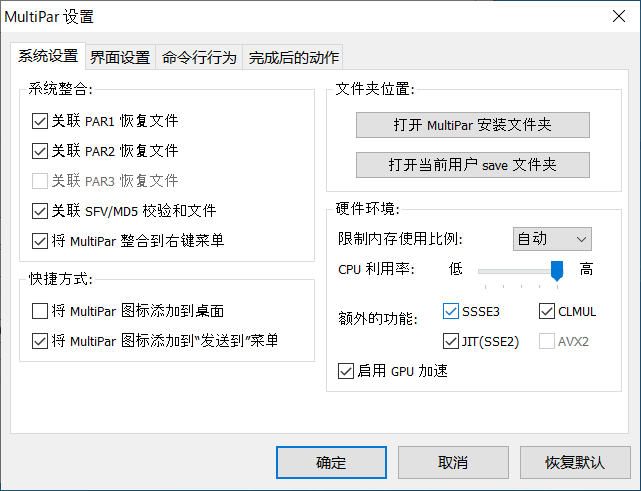 MultiPar 设置
系统设置 界面设置 命令行行为 完成后的动作
系统整合:
关联 PAR1 恢复文件
关联 PAR2 恢复文件
关联 PAR3 恢复文件
关联 SFV/MD5 校验和文件
将 MultiPar 整合到右键菜单
快捷方式:
将 MultiPar 图标添加到桌面
将 MultiPar 图标添加到“发送到”菜单
文件夹位置:
打开 MultiPar 安装文件夹
打开当前用户 save 文件夹
硬件环境:
限制内存使用比例: 自动
CPU 利用率: 低 高
额外的功能: SSSE3 CLMUL
JIT(SSE2) AVX2
启用 GPU 加速
确定 取消 恢复默认